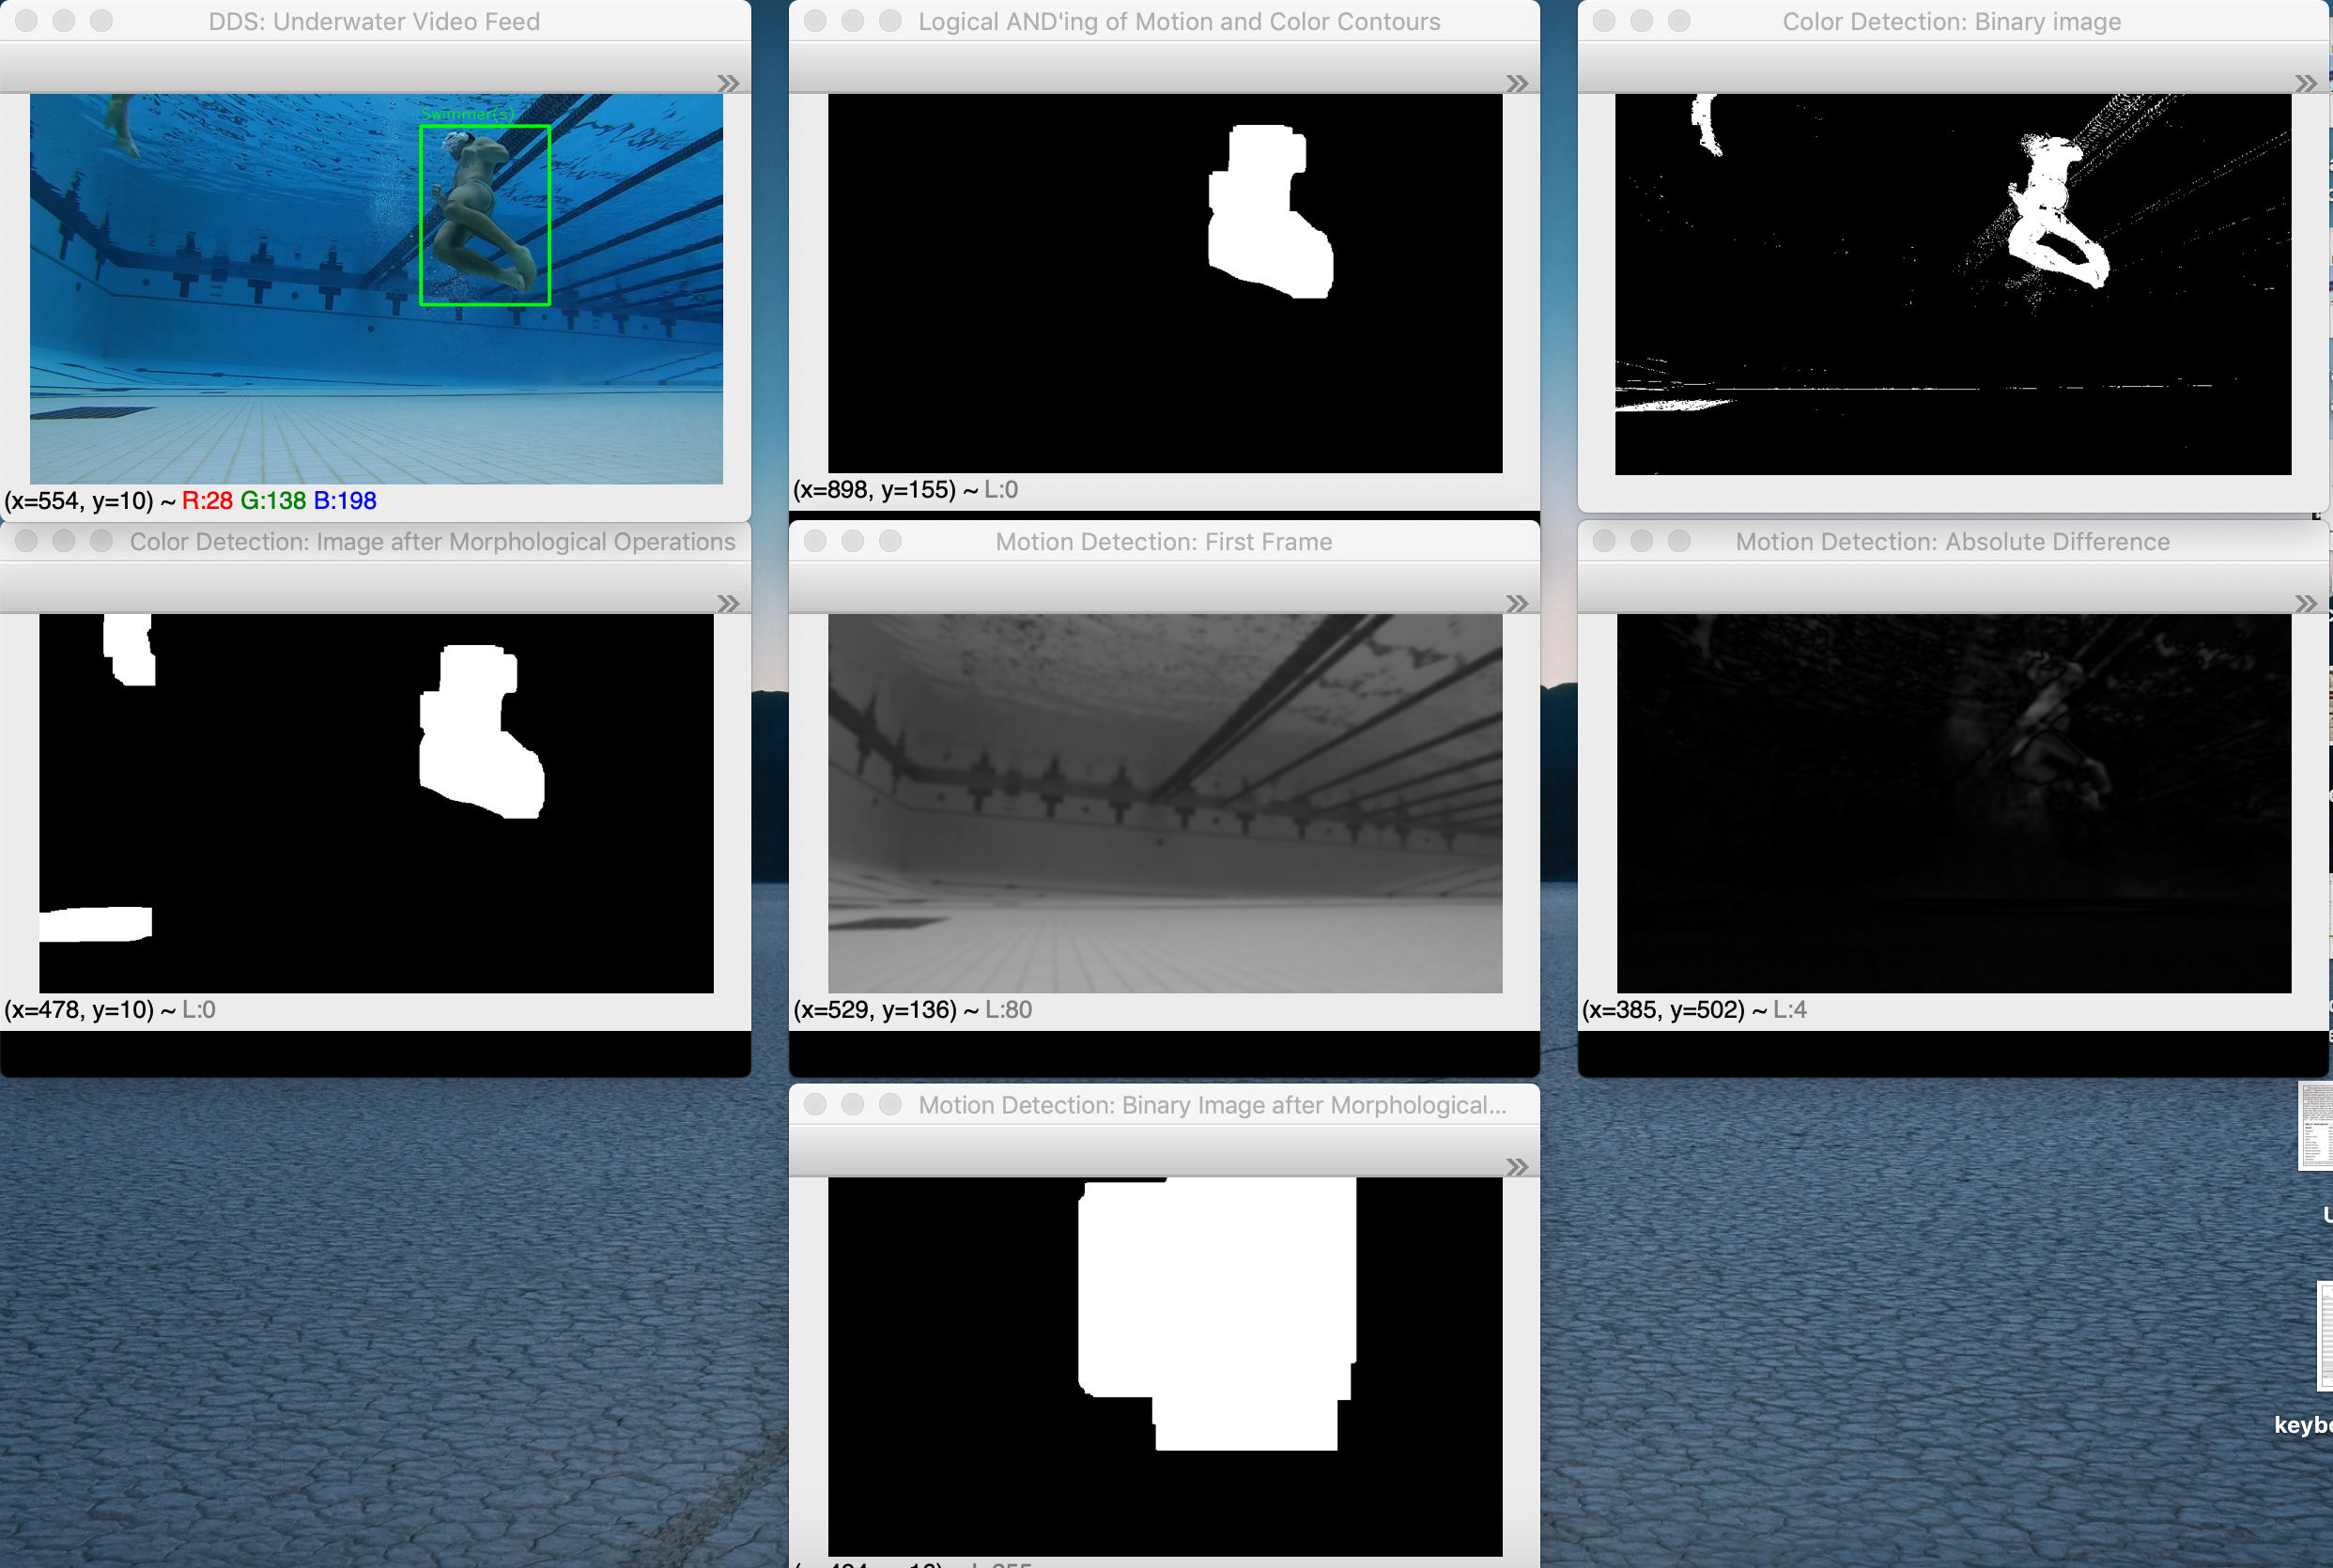 DDS: Underwater Video Feed
Logical AND'ing of Motion and Color Contours
Color Detection: Binary image
Swimmer(s)
(x=554, y=10) ~ R:28 G:138 B:198
(x=898, y=155) ~ L:0
Color Detection: Image after Morphological Operations
Motion Detection: First Frame
Motion Detection: Absolute Difference
(x=478, y=10) ~ L:0
(x=529, y=136) ~ L:80
(x=385, y=502) ~ L:4
Motion Detection: Binary Image after Morphological...
keybo